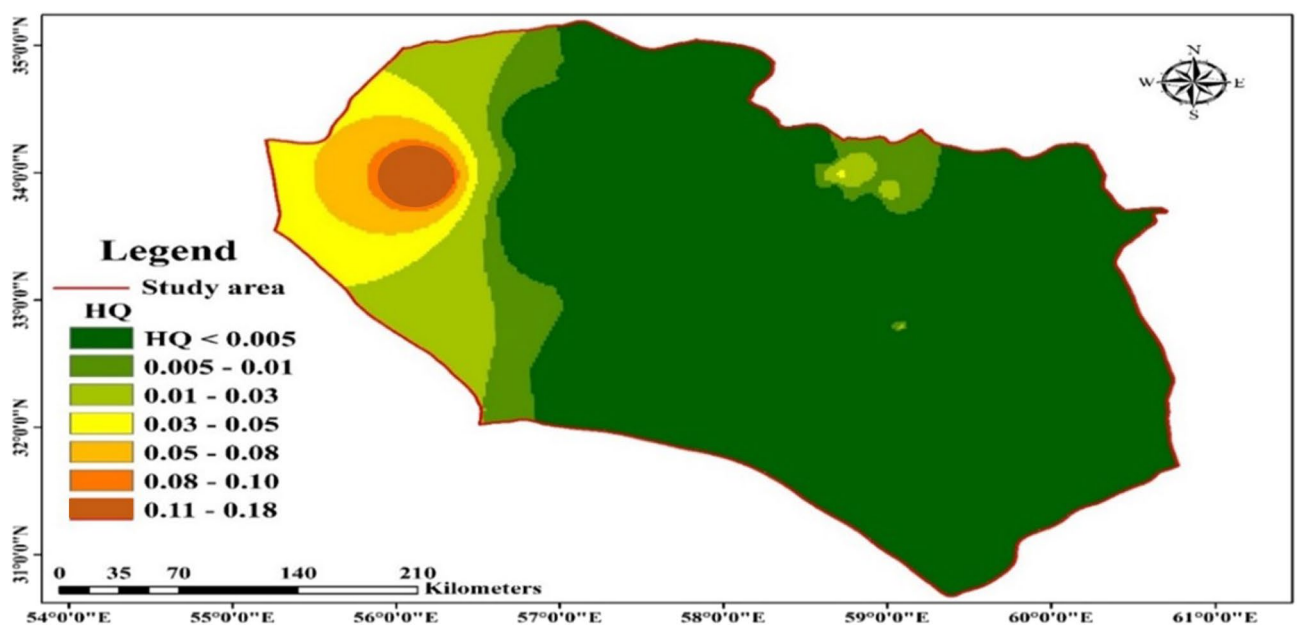 N
W E
S
35°0'0"N
34°0'0"N
33°0'0"N
32°0'0"N
31°0'0"N
Legend
Study area
HQ
HQ < 0.005
0.005 - 0.01
0.01 - 0.03
0.03 - 0.05
0.05 - 0.08
0.08 - 0.10
0.11 - 0.18
0 35 70 140 210
Kilometers
54°0'0"E 55°0'0"E 56°0'0"E 57°0'0"E 58°0'0"E 59°0'0"E 60°0'0"E 61°0'0"E